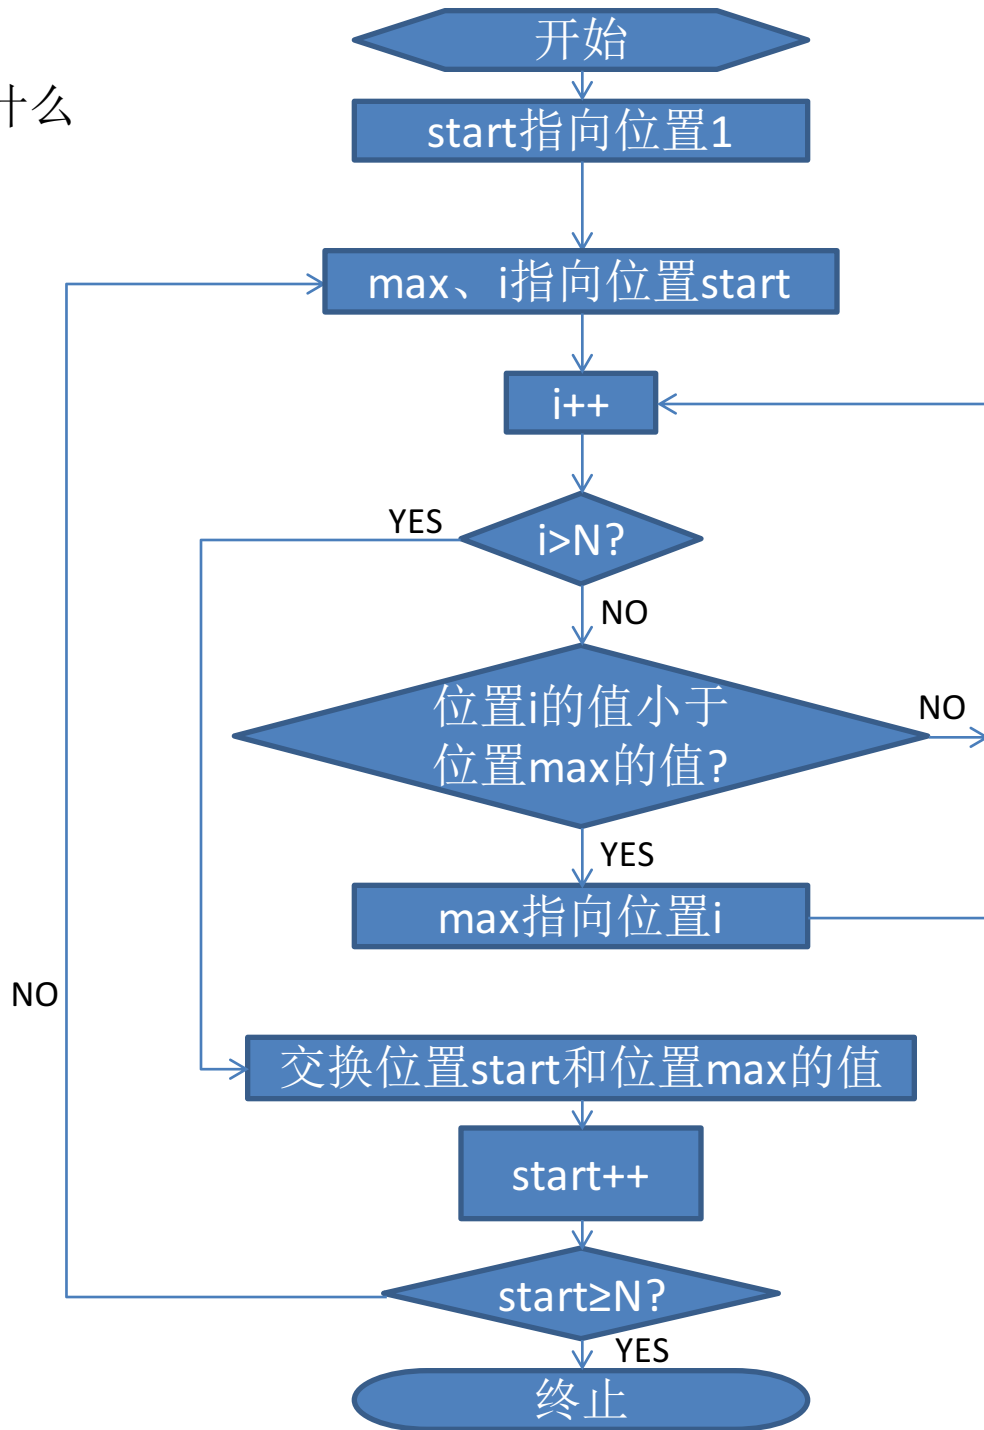 开始
什么
start指向位置1
max、i指向位置start
i++
YES
i>N?
NO
位置i的值小于
位置max的值?
NO
YES
max指向位置i
NO
交换位置start和位置max的值
start++
start≥N?
YES
终止